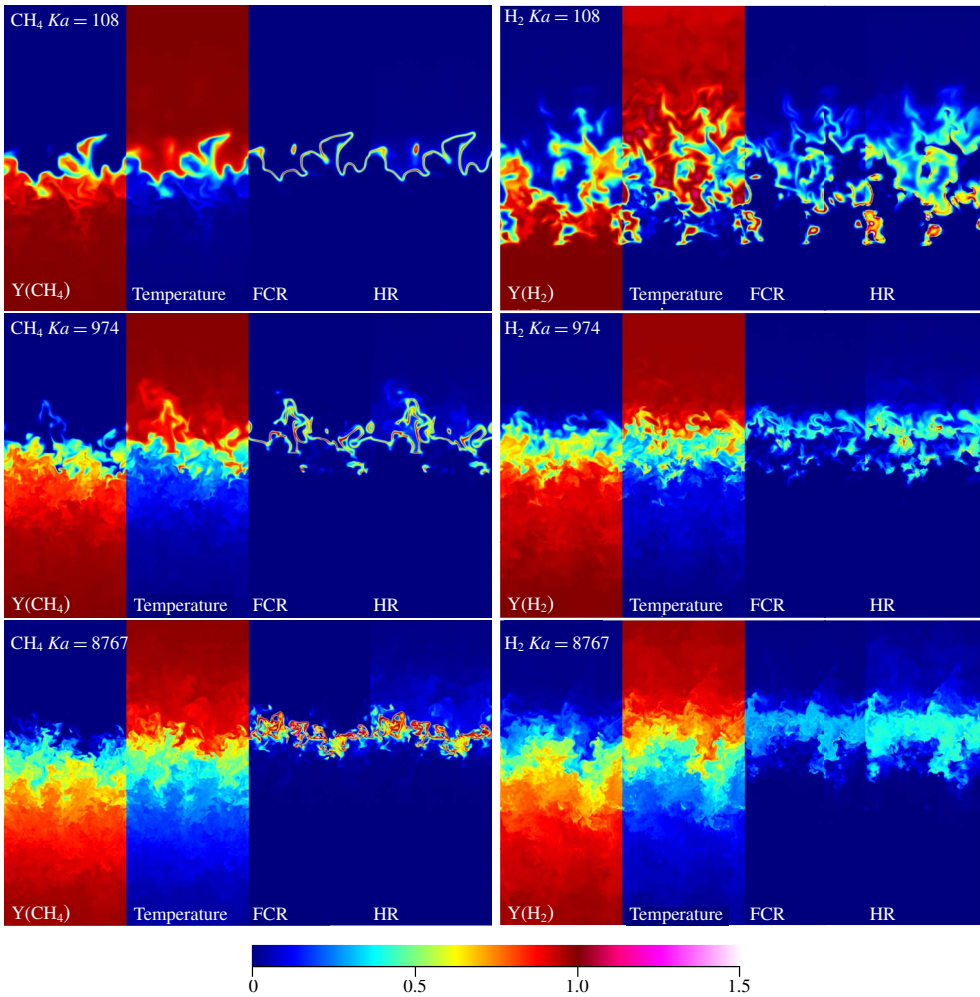 CH₄ Ka = 108
Y(CH₄) Temperature FCR HR
H₂ Ka = 108
Y(H₂) Temperature FCR HR
CH₄ Ka = 974
Y(CH₄) Temperature FCR HR
H₂ Ka = 974
Y(H₂) Temperature FCR HR
CH₄ Ka = 8767
Y(CH₄) Temperature FCR HR
H₂ Ka = 8767
Y(H₂) Temperature FCR HR
0 0.5 1.0 1.5